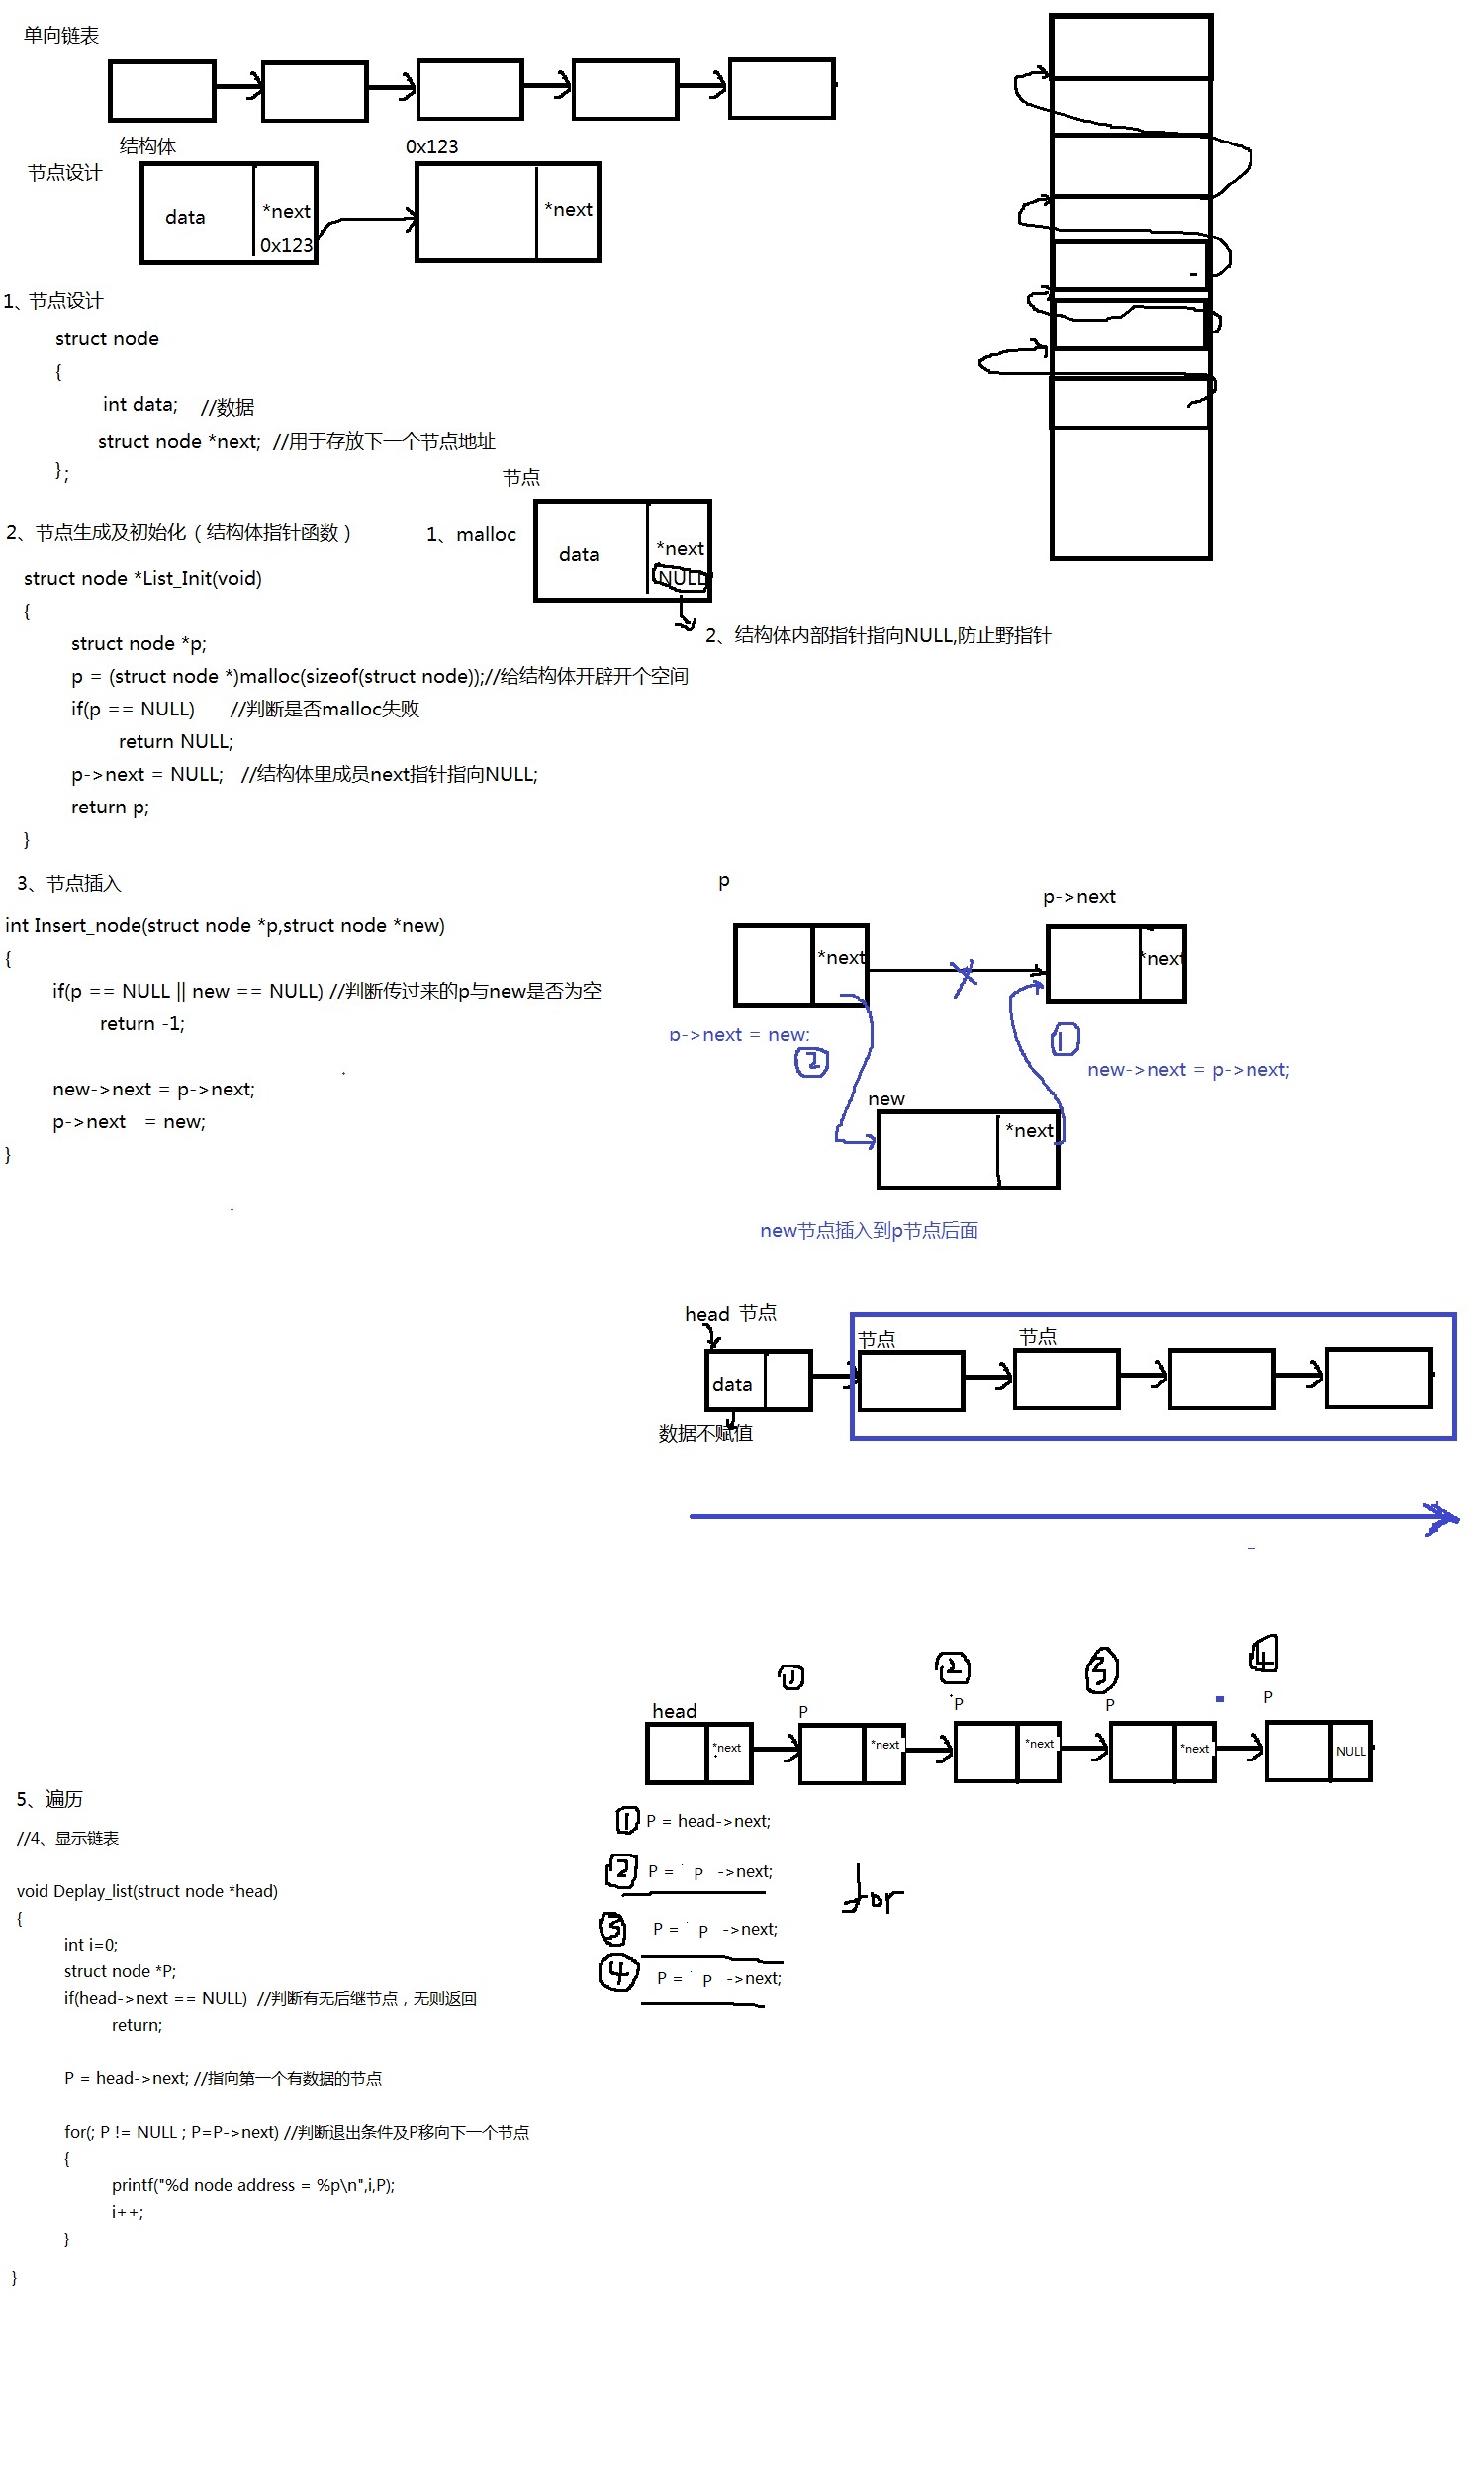 单向链表
结构体
0x123
节点设计
data
*next
0x123
*next
1、节点设计
struct node
{
int data; //数据
struct node *next; //用于存放下一个节点地址
};
节点
2、节点生成及初始化（结构体指针函数）
1、malloc
data
*next
NULL
2、结构体内部指针指向NULL,防止野指针
struct node *List_Init(void)
{
struct node *p;
p = (struct node *)malloc(sizeof(struct node));//给结构体开辟开个空间
if(p == NULL) //判断是否malloc失败
return NULL;
p->next = NULL; //结构体里成员next指针指向NULL;
return p;
}
3、节点插入
int Insert_node(struct node *p,struct node *new)
{
if(p == NULL || new == NULL) //判断传过来的p与new是否为空
return -1;
new->next = p->next;
p->next = new;
}
p
p->next
*next
*next
p->next = new;
②
①
new->next = p->next;
new
*next
new节点插入到p节点后面
head 节点
节点
节点
data
数据不赋值
①
②
③
④
head
P
P
P
P
*next
*next
*next
*next
NULL
① P = head->next;
② P = P ->next;
③ P = P ->next;
④ P = P ->next;
for
5、遍历
//4、显示链表
void Deplay_list(struct node *head)
{
int i=0;
struct node *P;
if(head->next == NULL) //判断有无后继节点，无则返回
return;
P = head->next; //指向第一个有数据的节点
for(; P != NULL ; P=P->next) //判断退出条件及P移向下一个节点
{
printf("%d node address = %p\n",i,P);
i++;
}
}